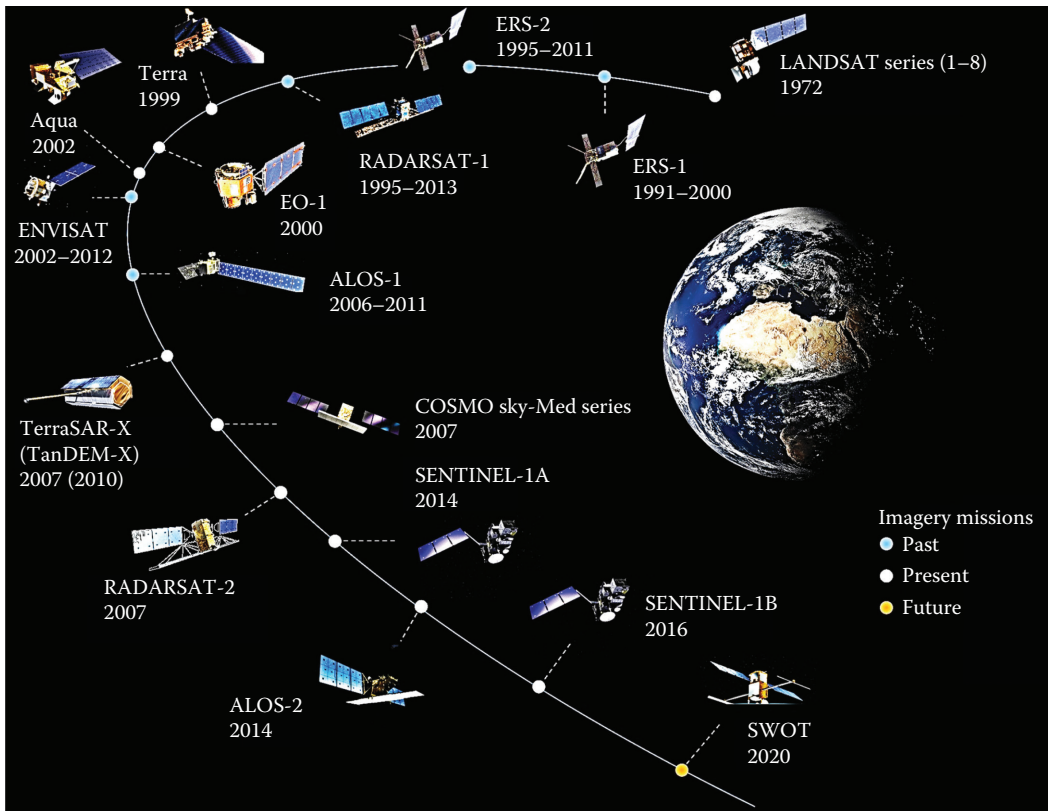 ERS-2
1995–2011
LANDSAT series (1–8)
1972
Terra
1999
Aqua
2002
RADARSAT-1
1995–2013
ERS-1
1991–2000
EO-1
2000
ENVISAT
2002–2012
ALOS-1
2006–2011
COSMO sky-Med series
2007
TerraSAR-X
(TanDEM-X)
2007 (2010)
SENTINEL-1A
2014
Imagery missions
Past
Present
Future
RADARSAT-2
2007
SENTINEL-1B
2016
ALOS-2
2014
SWOT
2020